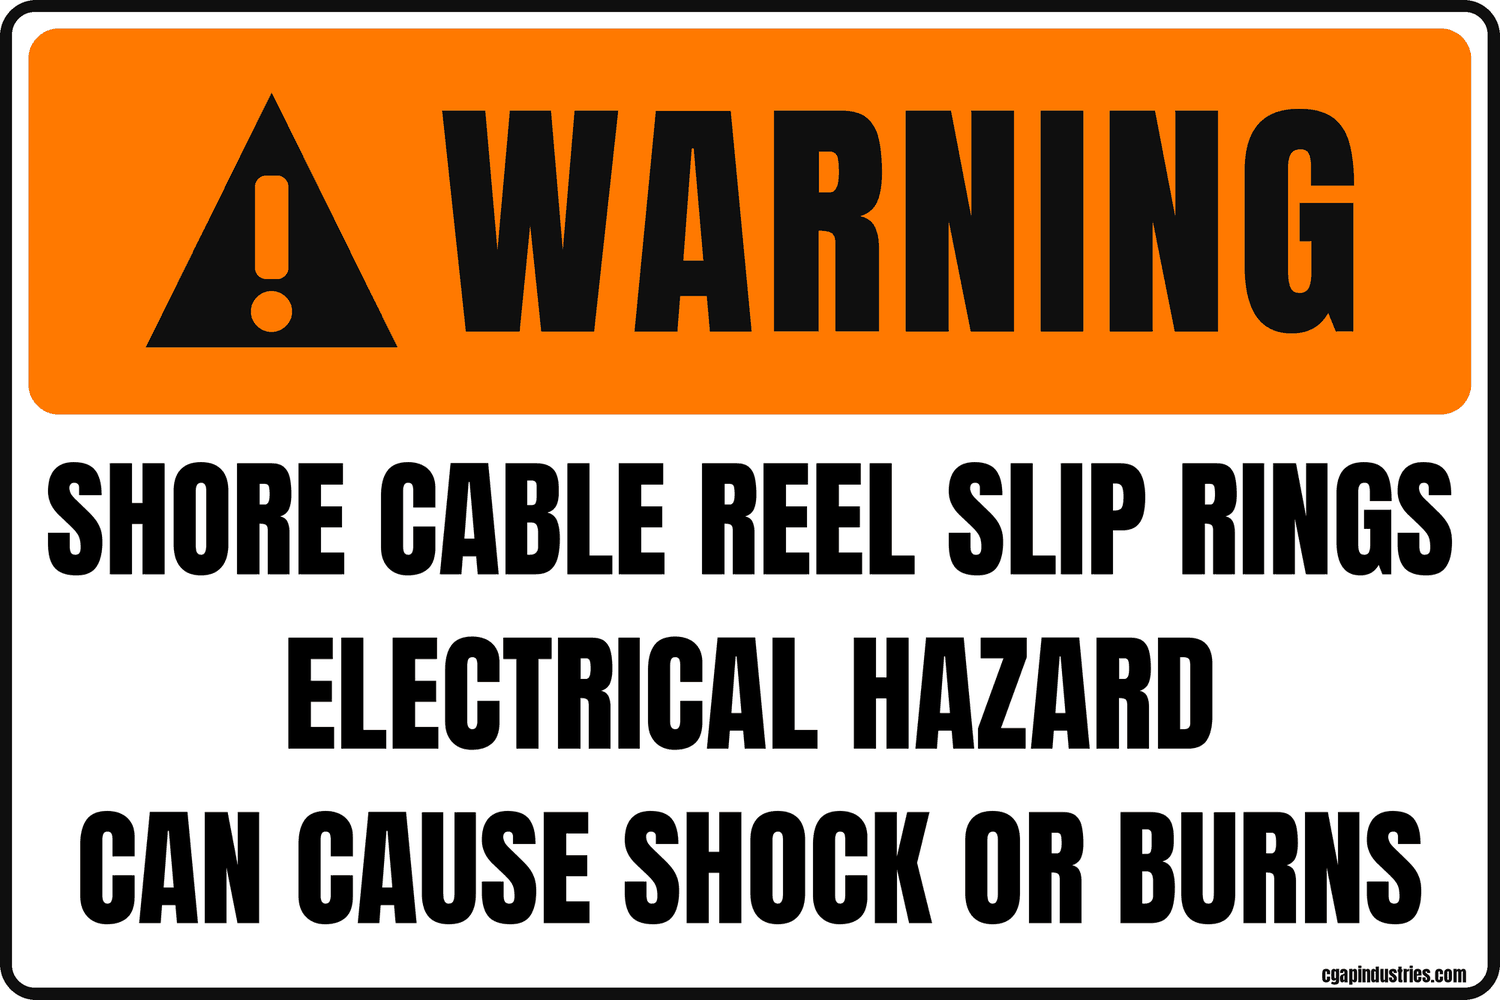 WARNING
SHORE CABLE REEL SLIP RINGS
ELECTRICAL HAZARD
CAN CAUSE SHOCK OR BURNS
cgapindustries.com